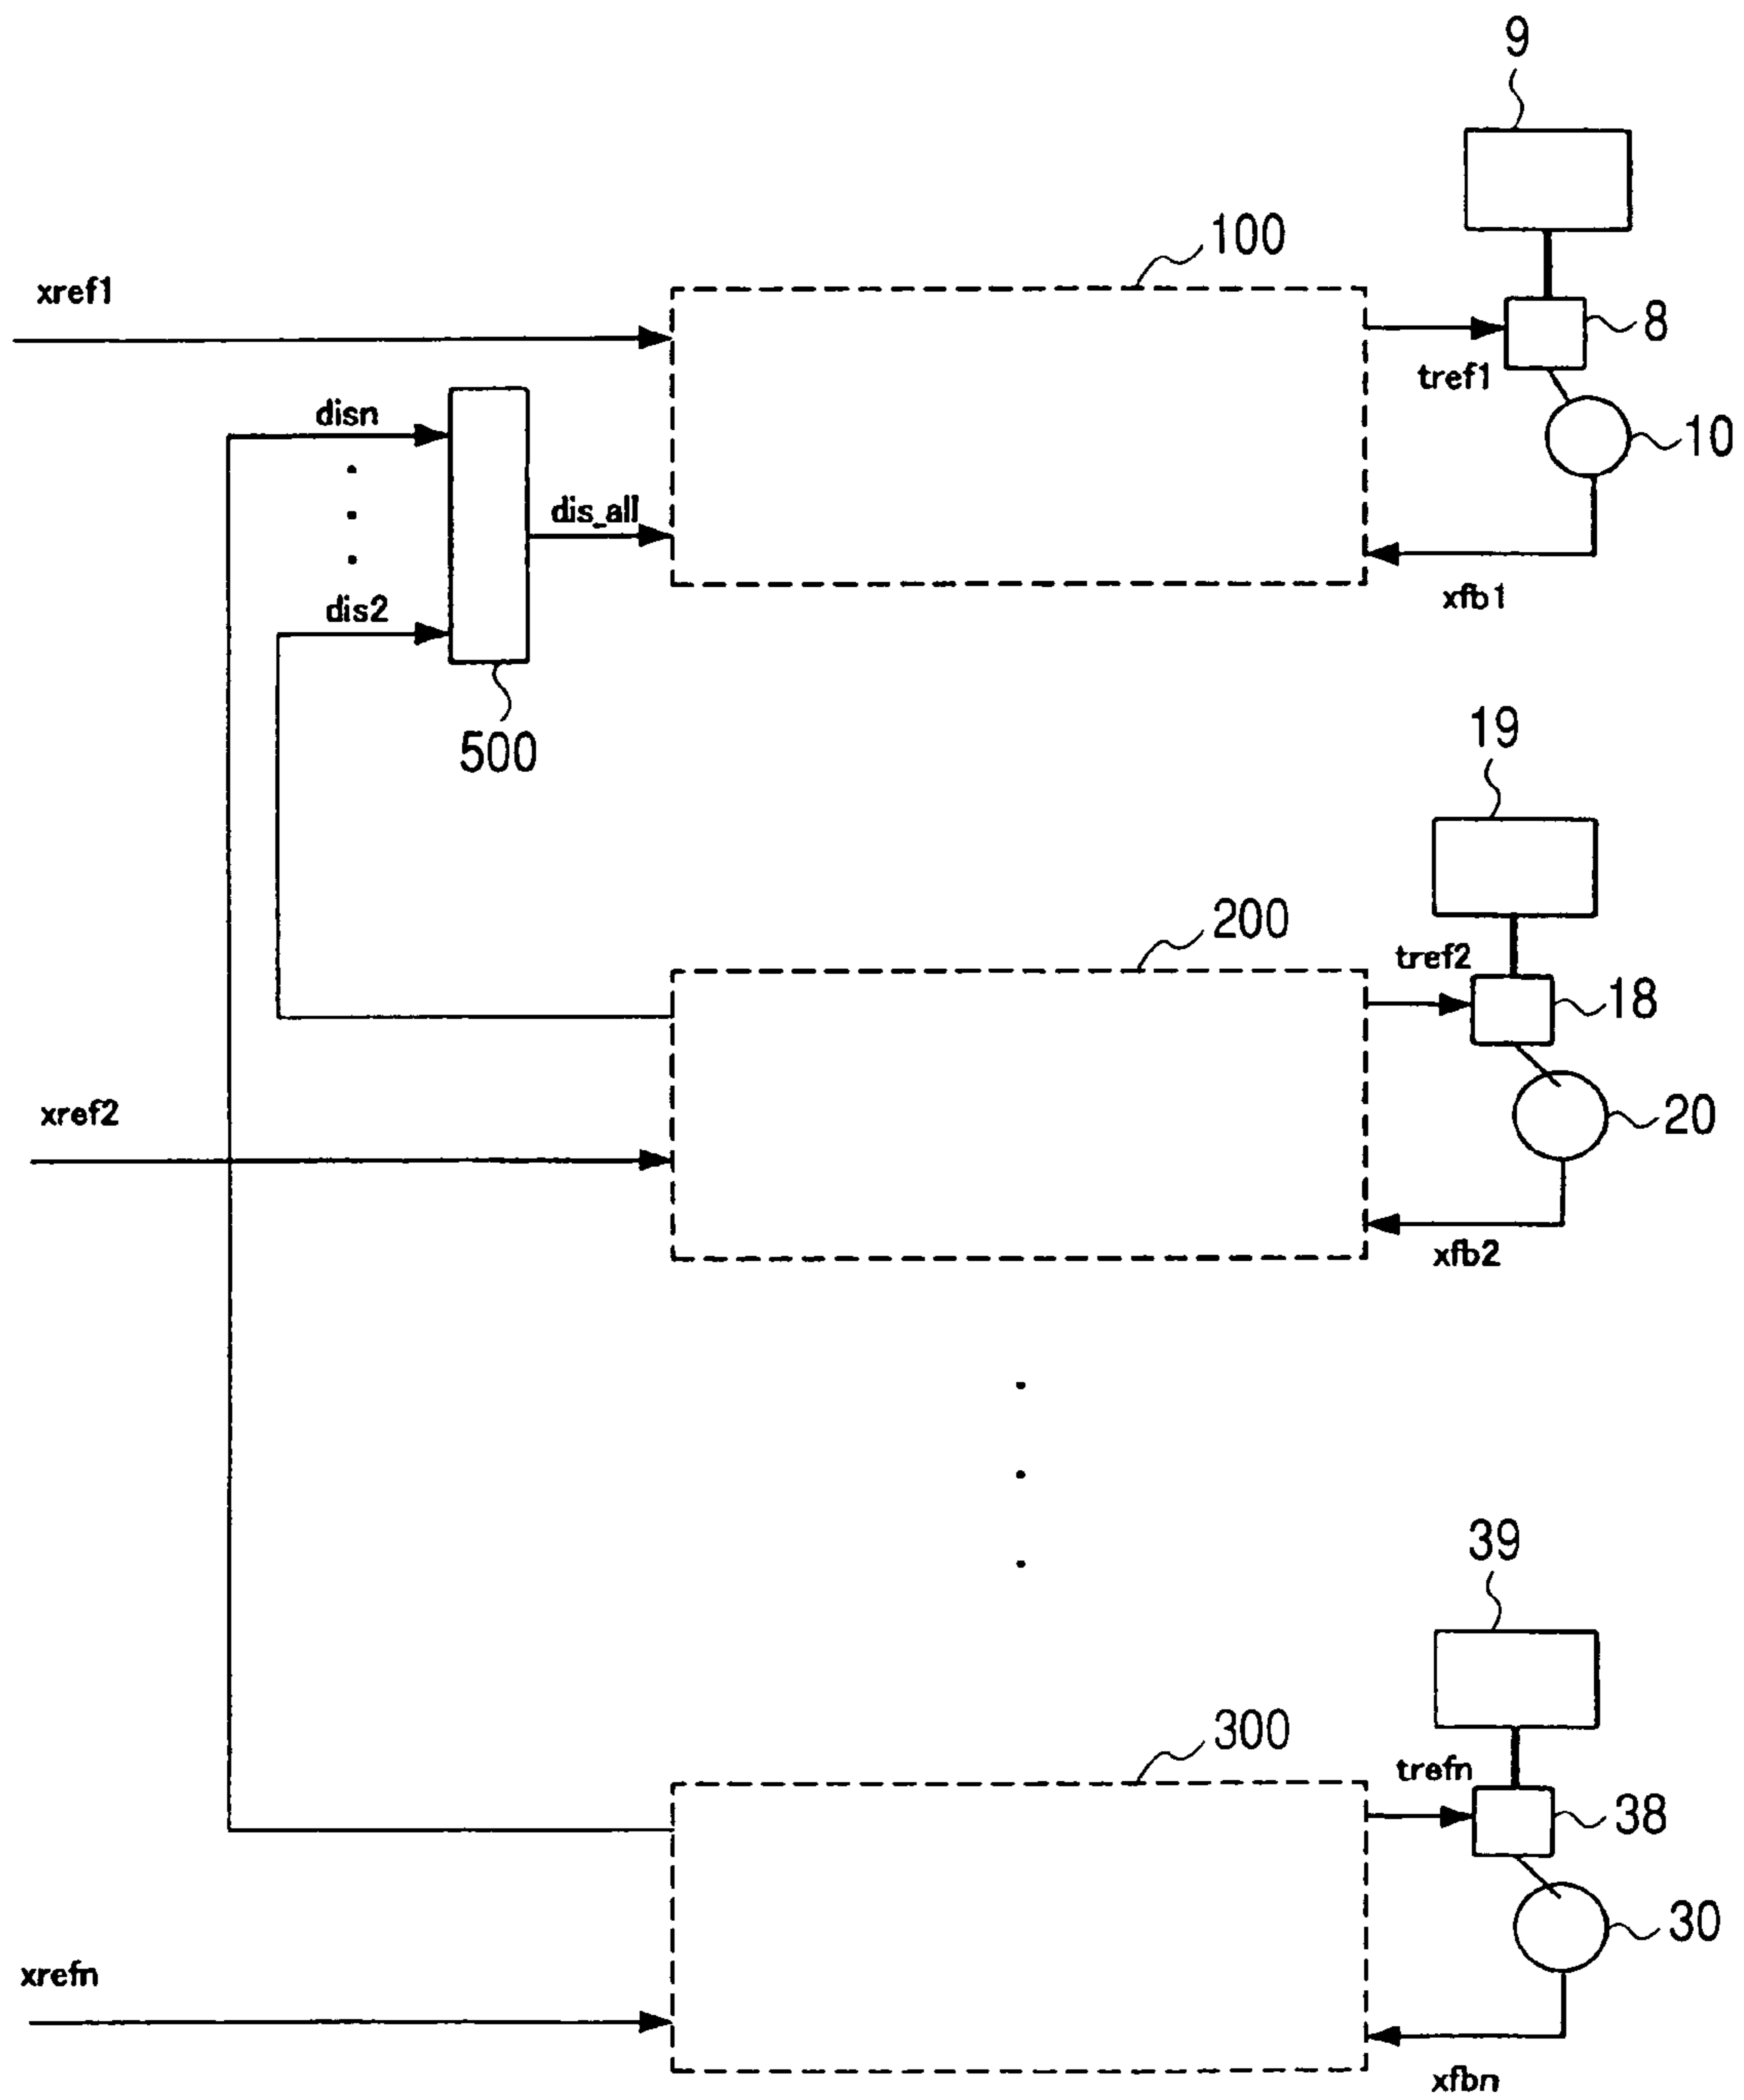 9
100
xref1
8
tref1
disn
10
dis_all
xfb1
dis2
500
19
200
tref2
18
xref2
20
xfb2
39
300
trefn
38
30
xrefn
xfbn